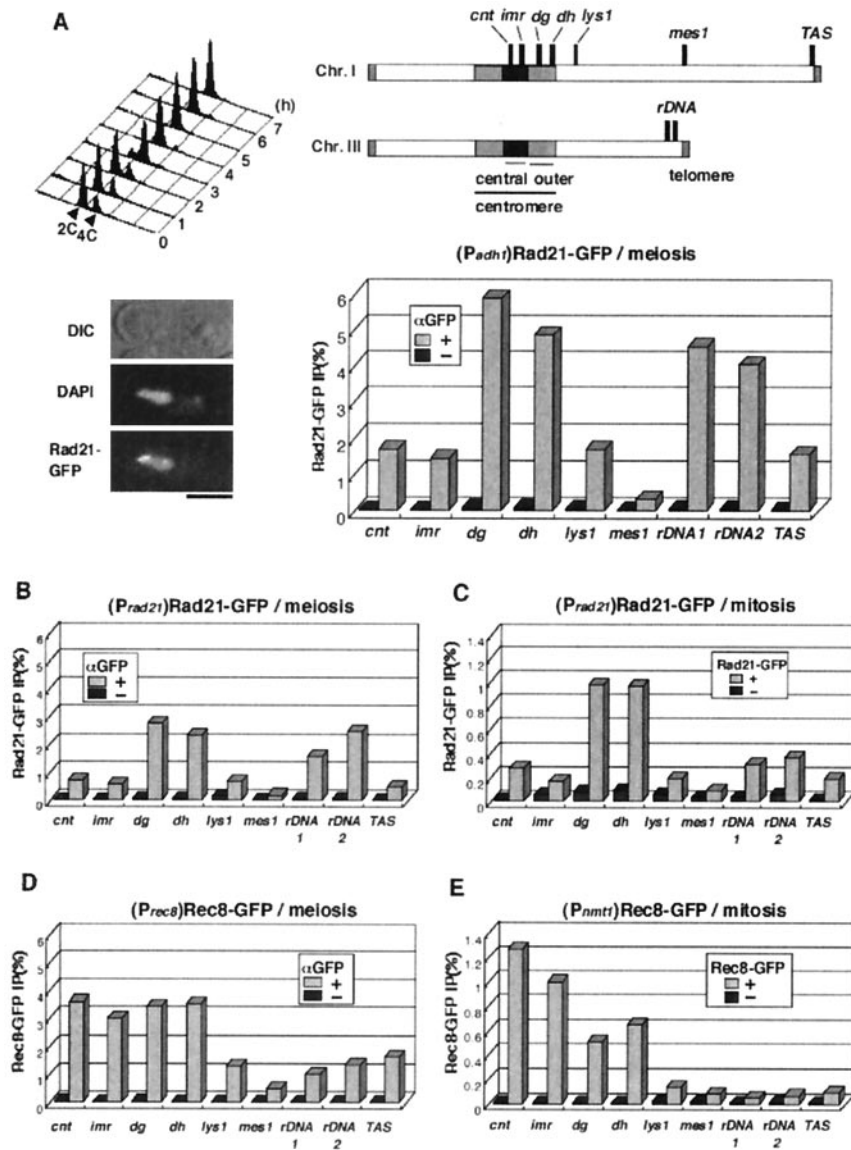 A
(h)
7
6
5
4
3
2
1
0
2C
4C
cnt imr dg dh lys1
mes1
TAS
Chr. I
rDNA
Chr. III
central outer
centromere
telomere
DIC
DAPI
Rad21-
GFP
(Padh1)Rad21-GFP / meiosis
Rad21-GFP IP(%)
6
5
4
3
2
1
0
αGFP
+
−
cnt imr dg dh lys1 mes1 rDNA1 rDNA2 TAS
B
(Prad21)Rad21-GFP / meiosis
Rad21-GFP IP(%)
6
5
4
3
2
1
0
αGFP
+
−
cnt imr dg dh lys1 mes1 rDNA 1 rDNA 2 TAS
C
(Prad21)Rad21-GFP / mitosis
Rad21-GFP IP(%)
1.4
1.2
1
0.8
0.6
0.4
0.2
0
Rad21-GFP
+
−
cnt imr dg dh lys1 mes1 rDNA 1 rDNA 2 TAS
D
(Prec8)Rec8-GFP / meiosis
Rec8-GFP IP(%)
6
5
4
3
2
1
0
αGFP
+
−
cnt imr dg dh lys1 mes1 rDNA 1 rDNA 2 TAS
E
(Pnmt1)Rec8-GFP / mitosis
Rec8-GFP IP(%)
1.4
1.2
1
0.8
0.6
0.4
0.2
0
Rec8-GFP
+
−
cnt imr dg dh lys1 mes1 rDNA 1 rDNA 2 TAS